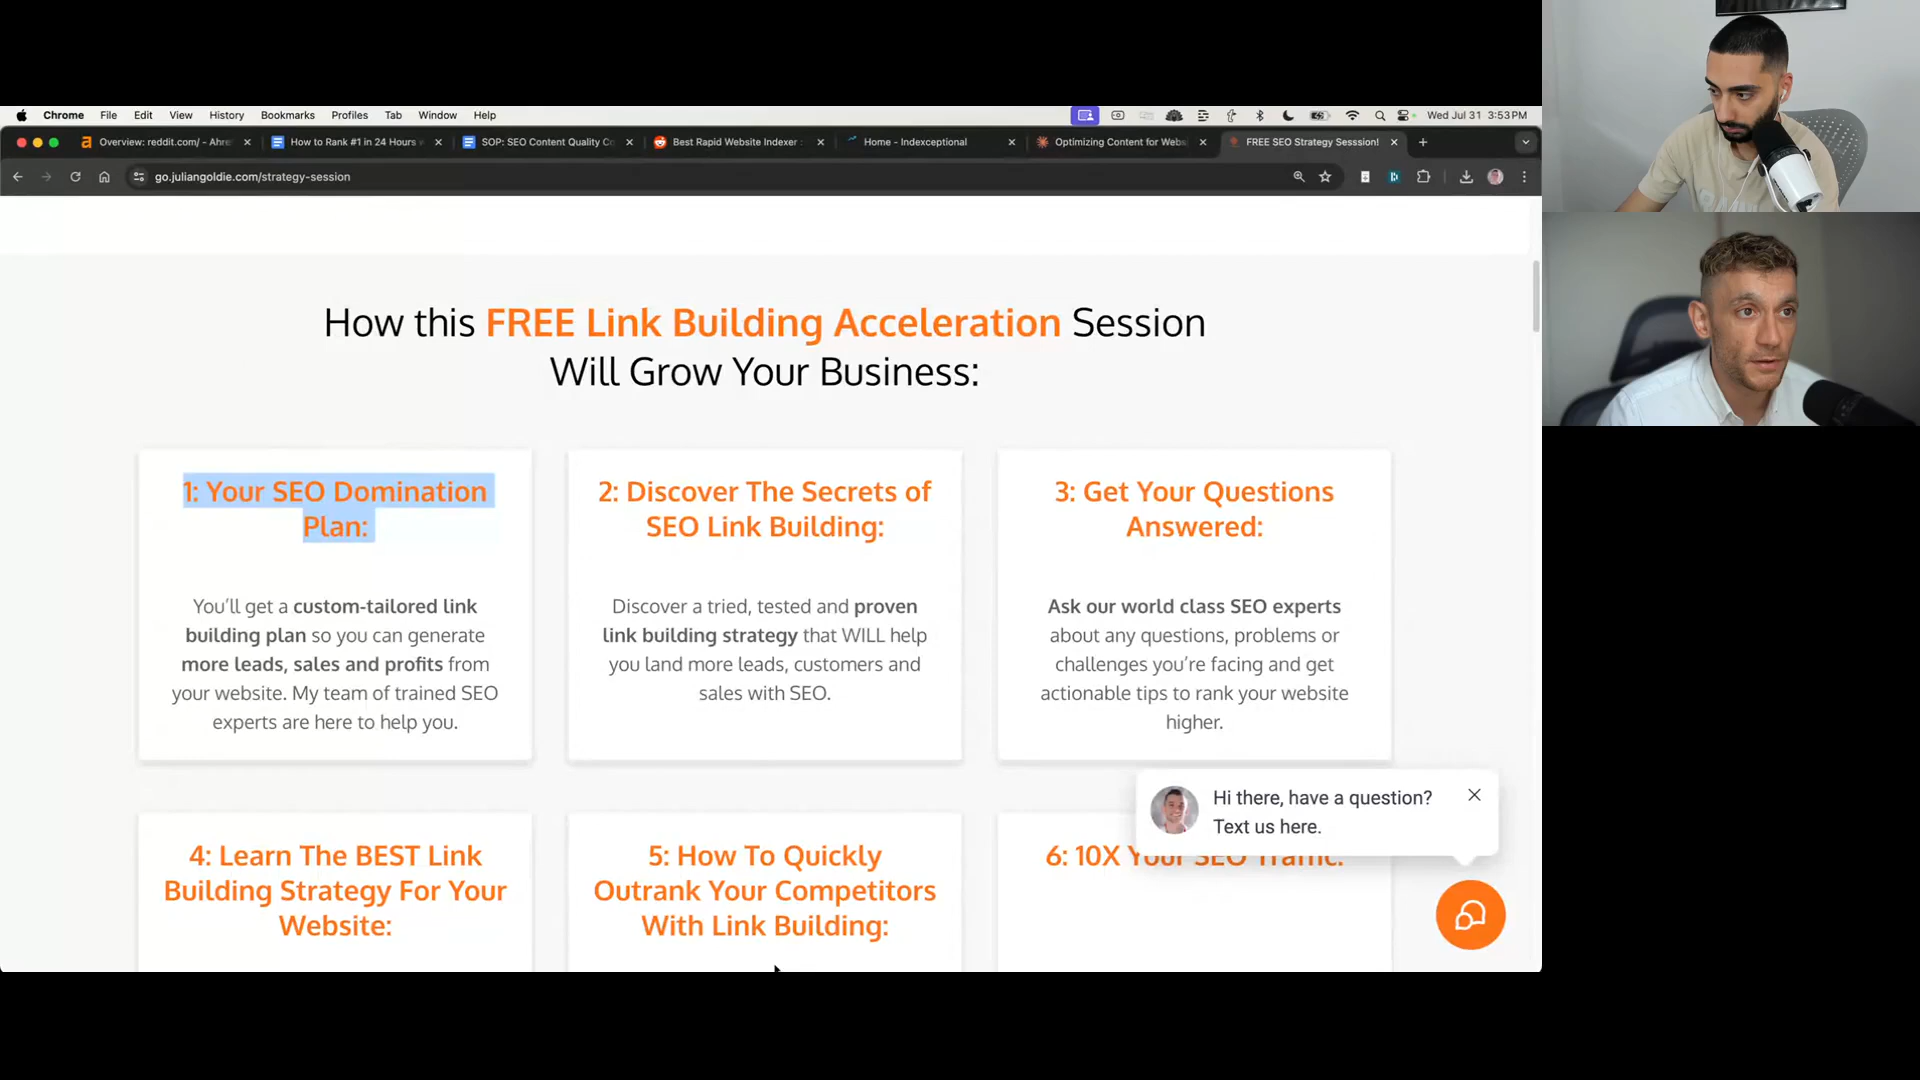 Chrome File Edit View History Bookmarks Profiles Tab Window Help Wed Jul 31 3:53PM
Overview: reddit.com/ - Ahre How to Rank #1 in 24 Hours SOP: SEO Content Quality Co Best Rapid Website Indexer : Home - Indexceptional Optimizing Content for Webs FREE SEO Strategy Sesssion!
go.juliangoldie.com/strategy-session
How this FREE Link Building Acceleration Session
Will Grow Your Business:
1: Your SEO Domination
Plan:
You'll get a custom-tailored link
building plan so you can generate
more leads, sales and profits from
your website. My team of trained SEO
experts are here to help you.
2: Discover The Secrets of
SEO Link Building:
Discover a tried, tested and proven
link building strategy that WILL help
you land more leads, customers and
sales with SEO.
3: Get Your Questions
Answered:
Ask our world class SEO experts
about any questions, problems or
challenges you're facing and get
actionable tips to rank your website
higher.
4: Learn The BEST Link
Building Strategy For Your
Website:
5: How To Quickly
Outrank Your Competitors
With Link Building:
6: 10X Your SEO Traffic:
Hi there, have a question?
Text us here.